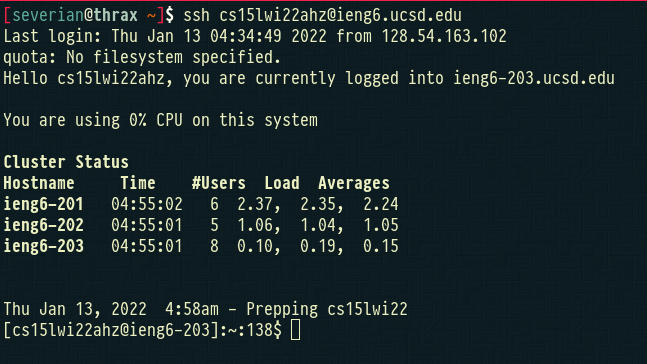 [severian@thrax ~]$ ssh cs15lwi22ahz@ieng6.ucsd.edu
Last login: Thu Jan 13 04:34:49 2022 from 128.54.163.102
quota: No filesystem specified.
Hello cs15lwi22ahz, you are currently logged into ieng6-203.ucsd.edu
You are using 0% CPU on this system
Cluster Status
Hostname     Time    #Users  Load  Averages
ieng6-201   04:55:02   6  2.37,  2.35,  2.24
ieng6-202   04:55:01   5  1.06,  1.04,  1.05
ieng6-203   04:55:01   8  0.10,  0.19,  0.15
Thu Jan 13, 2022  4:58am - Prepping cs15lwi22
[cs15lwi22ahz@ieng6-203]:~:138$